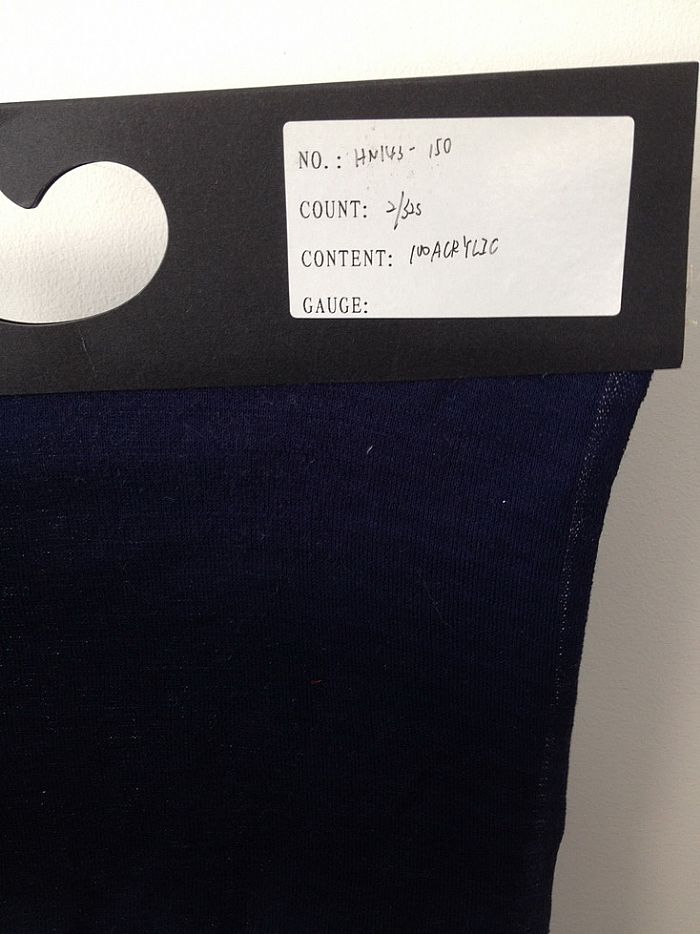 NO.: HN143-150
COUNT: 2/32s
CONTENT: 100ACRYLIC
GAUGE: